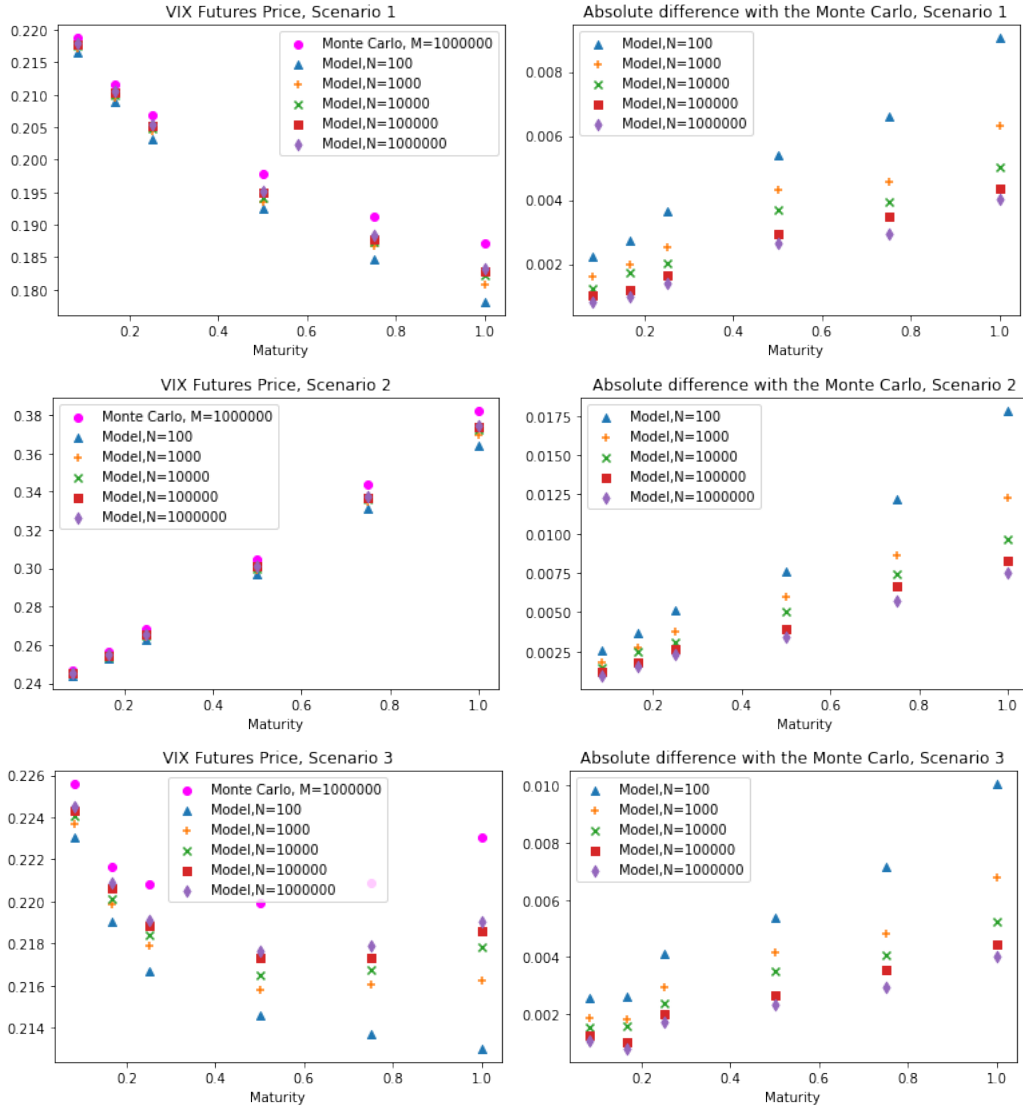 VIX Futures Price, Scenario 1
0.220
0.215
0.210
0.205
0.200
0.195
0.190
0.185
0.180
Monte Carlo, M=1000000
Model,N=100
Model,N=1000
Model,N=10000
Model,N=100000
Model,N=1000000
0.2 0.4 0.6 0.8 1.0
Maturity
Absolute difference with the Monte Carlo, Scenario 1
0.008
0.006
0.004
0.002
Model,N=100
Model,N=1000
Model,N=10000
Model,N=100000
Model,N=1000000
0.2 0.4 0.6 0.8 1.0
Maturity
VIX Futures Price, Scenario 2
0.38
0.36
0.34
0.32
0.30
0.28
0.26
0.24
Monte Carlo, M=1000000
Model,N=100
Model,N=1000
Model,N=10000
Model,N=100000
Model,N=1000000
0.2 0.4 0.6 0.8 1.0
Maturity
Absolute difference with the Monte Carlo, Scenario 2
0.0175
0.0150
0.0125
0.0100
0.0075
0.0050
0.0025
Model,N=100
Model,N=1000
Model,N=10000
Model,N=100000
Model,N=1000000
0.2 0.4 0.6 0.8 1.0
Maturity
VIX Futures Price, Scenario 3
0.226
0.224
0.222
0.220
0.218
0.216
0.214
Monte Carlo, M=1000000
Model,N=100
Model,N=1000
Model,N=10000
Model,N=100000
Model,N=1000000
0.2 0.4 0.6 0.8 1.0
Maturity
Absolute difference with the Monte Carlo, Scenario 3
0.010
0.008
0.006
0.004
0.002
Model,N=100
Model,N=1000
Model,N=10000
Model,N=100000
Model,N=1000000
0.2 0.4 0.6 0.8 1.0
Maturity